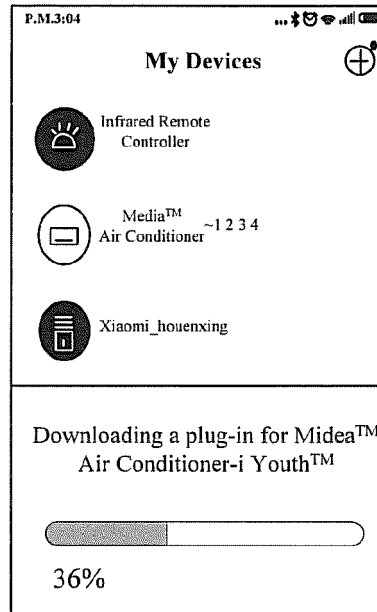 P.M.3:04
My Devices
Infrared Remote
Controller
Media™
Air Conditioner ~1 2 3 4
Xiaomi_houenxing
Downloading a plug-in for Midea™
Air Conditioner-i Youth™
36%